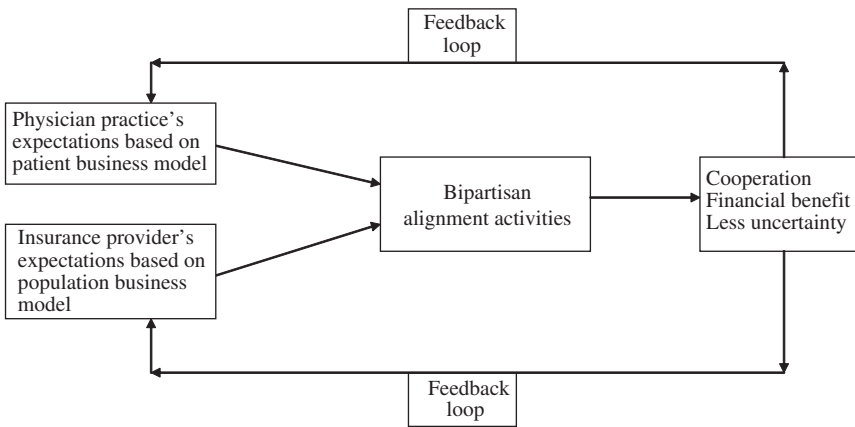 Feedback
loop
Physician practice's
expectations based on
patient business model
Insurance provider's
expectations based on
population business
model
Bipartisan
alignment activities
Cooperation
Financial benefit
Less uncertainty
Feedback
loop